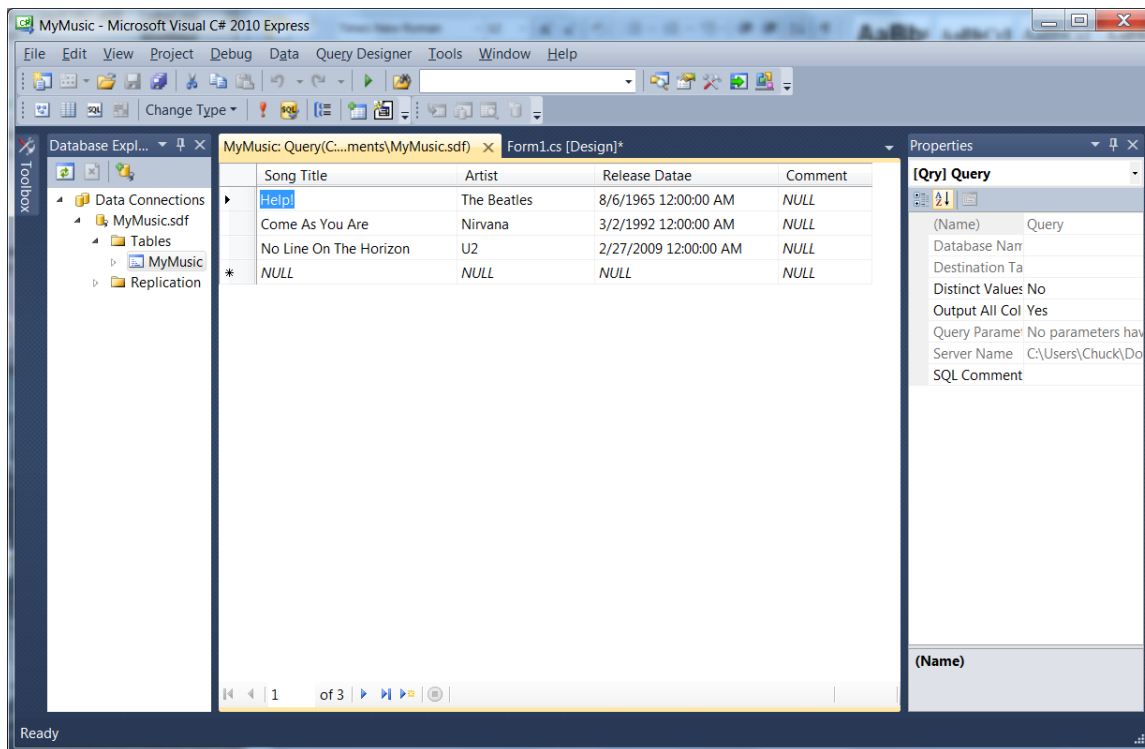 MyMusic - Microsoft Visual C# 2010 Express
File Edit View Project Debug Data Query Designer Tools Window Help
SQL Change Type SQL
Toolbox
Database Expl...
Data Connections
MyMusic.sdf
Tables
MyMusic
Replication
MyMusic: Query(C:...ments\MyMusic.sdf) Form1.cs [Design]*
Song Title Artist Release Datae Comment
Help! The Beatles 8/6/1965 12:00:00 AM NULL
Come As You Are Nirvana 3/2/1992 12:00:00 AM NULL
No Line On The Horizon U2 2/27/2009 12:00:00 AM NULL
NULL NULL NULL NULL
1 of 3
Properties
[Qry] Query
(Name) Query
Database Nam
Destination Ta
Distinct Values No
Output All Col Yes
Query Paramet No parameters hav
Server Name C:\Users\Chuck\Do
SQL Comment
(Name)
Ready